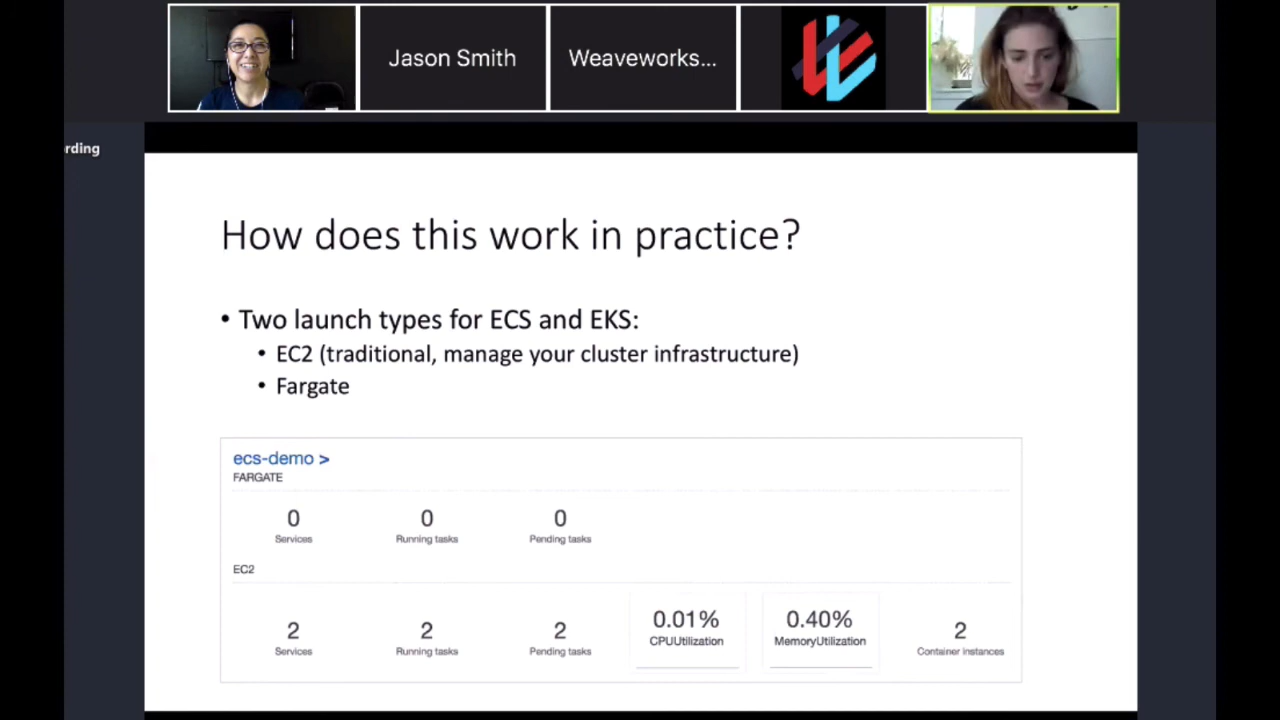 Jason Smith
Weaveworks...
rding
How does this work in practice?
• Two launch types for ECS and EKS:
• EC2 (traditional, manage your cluster infrastructure)
• Fargate
ecs-demo >
FARGATE
0 0 0
Services Running tasks Pending tasks
EC2
2 2 2 0.01% 0.40% 2
Services Running tasks Pending tasks CPUUtilization MemoryUtilization Container instances